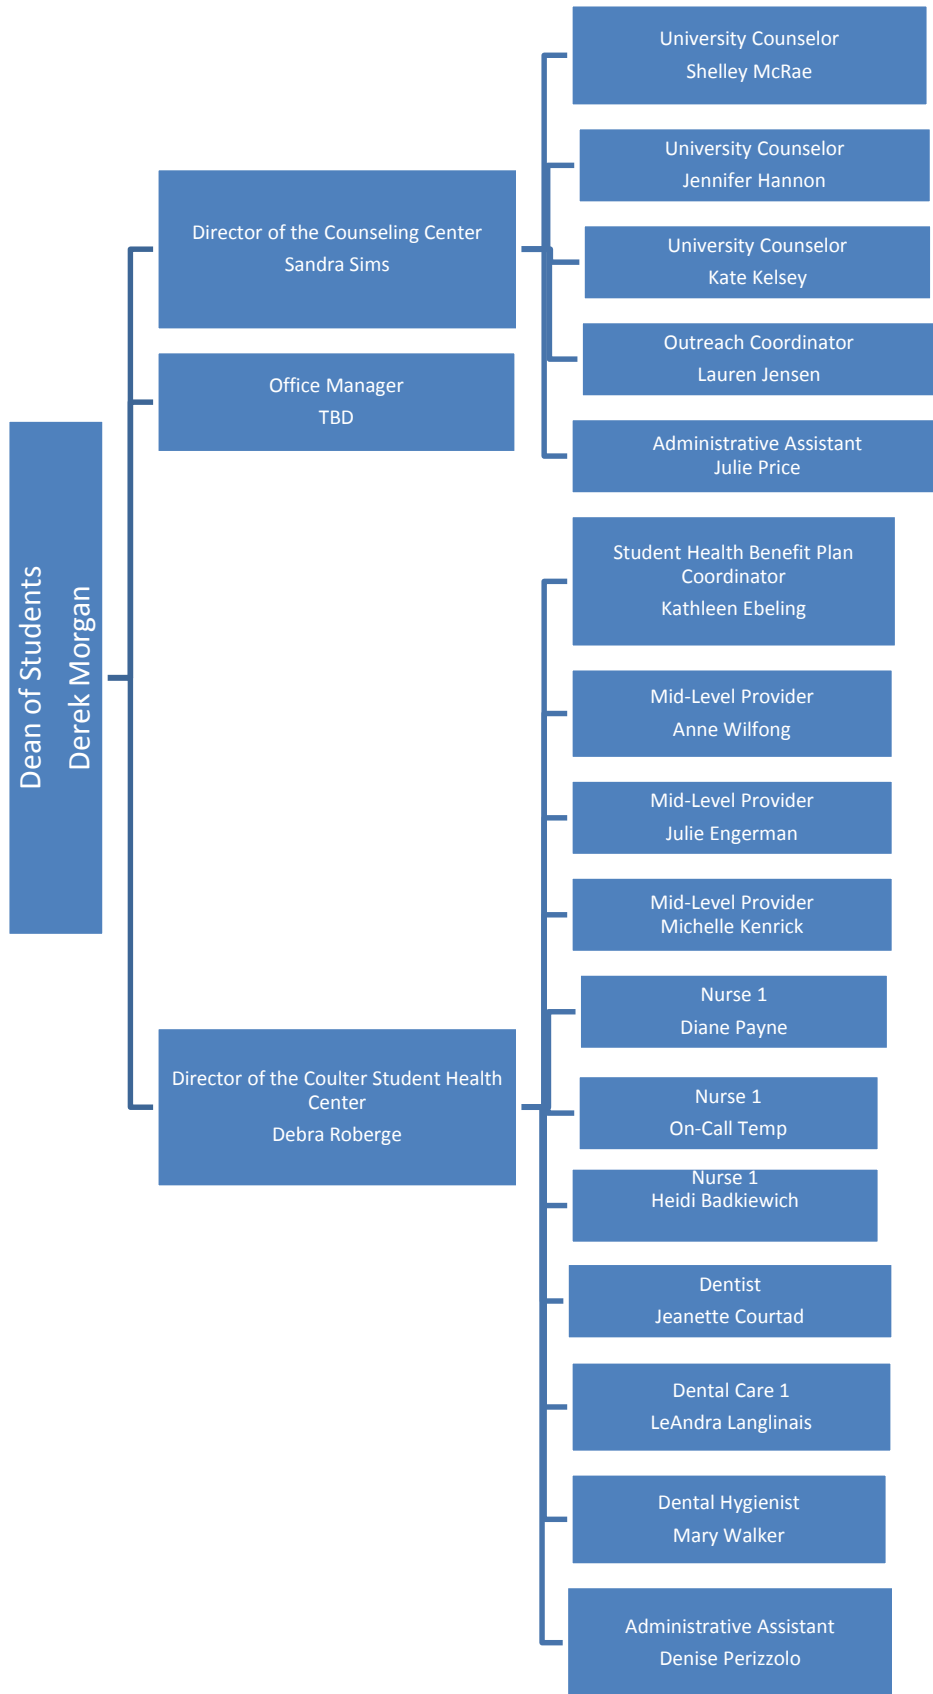 Dean of Students
Derek Morgan
Director of the Counseling Center
Sandra Sims
University Counselor
Shelley McRae
University Counselor
Jennifer Hannon
University Counselor
Kate Kelsey
Outreach Coordinator
Lauren Jensen
Administrative Assistant
Julie Price
Office Manager
TBD
Director of the Coulter Student Health
Center
Debra Roberge
Student Health Benefit Plan
Coordinator
Kathleen Ebeling
Mid-Level Provider
Anne Wilfong
Mid-Level Provider
Julie Engerman
Mid-Level Provider
Michelle Kenrick
Nurse 1
Diane Payne
Nurse 1
On-Call Temp
Nurse 1
Heidi Badkiewich
Dentist
Jeanette Courtad
Dental Care 1
LeAndra Langlinais
Dental Hygienist
Mary Walker
Administrative Assistant
Denise Perizzolo